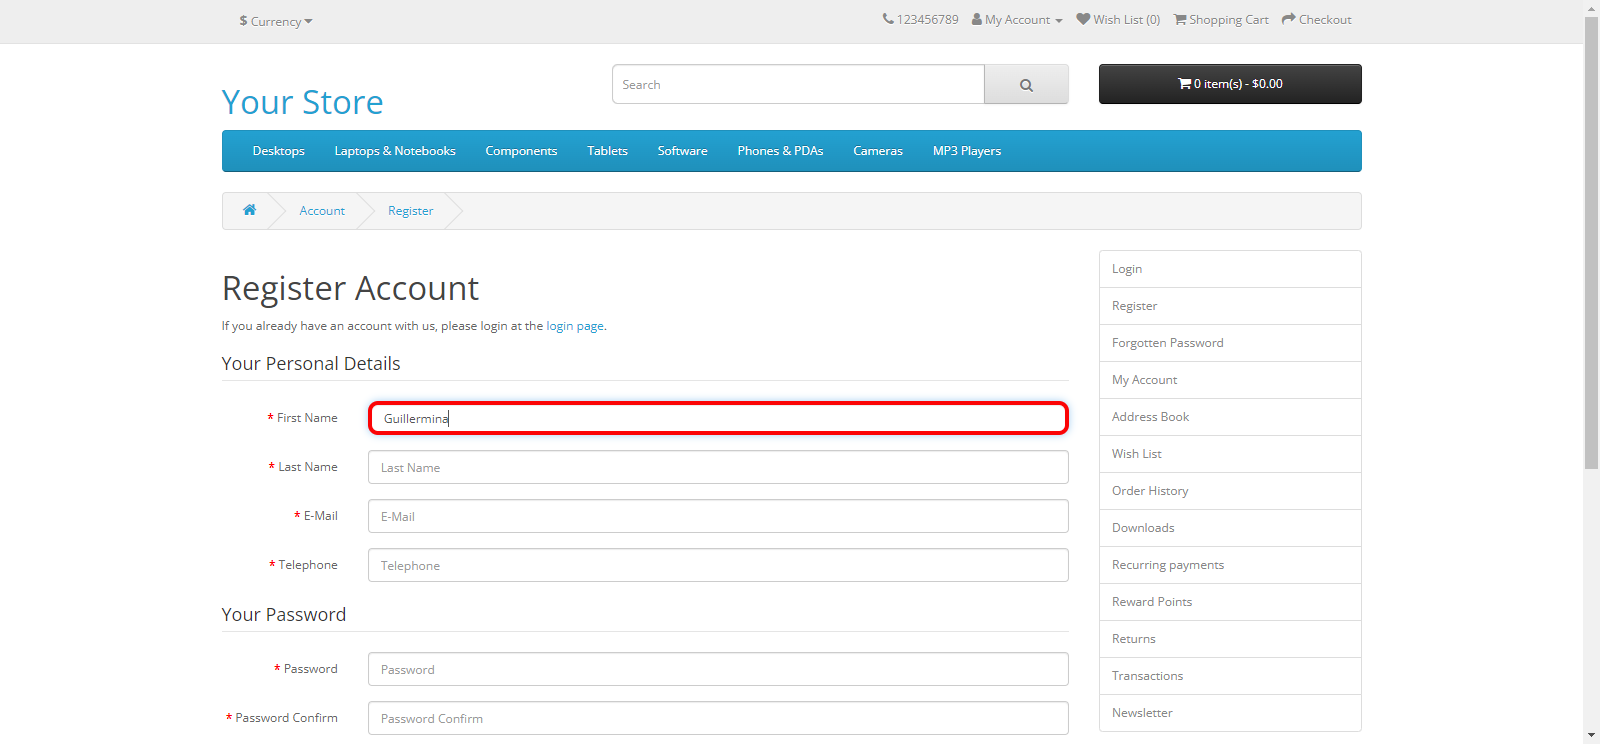 $ Currency
123456789 My Account Wish List (0) Shopping Cart Checkout
Your Store
Search
0 item(s) - $0.00
Desktops Laptops & Notebooks Components Tablets Software Phones & PDAs Cameras MP3 Players
Account Register
Register Account
If you already have an account with us, please login at the login page.
Your Personal Details
* First Name Guillermina
* Last Name Last Name
* E-Mail E-Mail
* Telephone Telephone
Your Password
* Password Password
* Password Confirm Password Confirm
Login
Register
Forgotten Password
My Account
Address Book
Wish List
Order History
Downloads
Recurring payments
Reward Points
Returns
Transactions
Newsletter